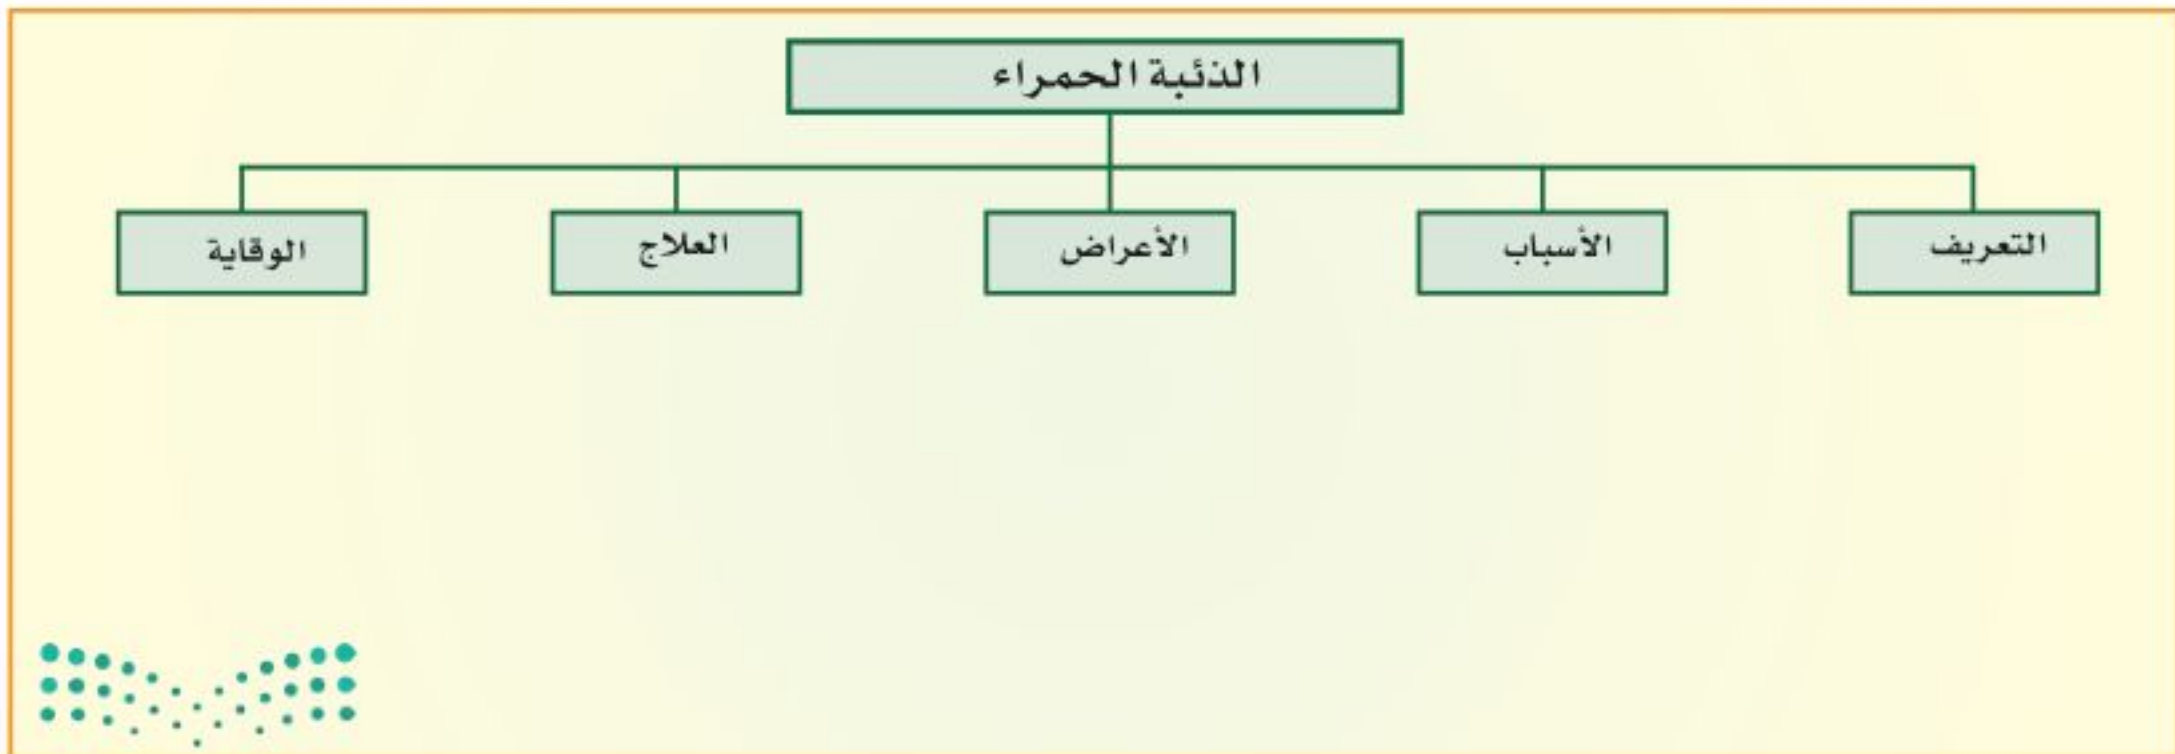 الذئبة الحمراء
التعريف
الأسباب
الأعراض
العلاج
الوقاية